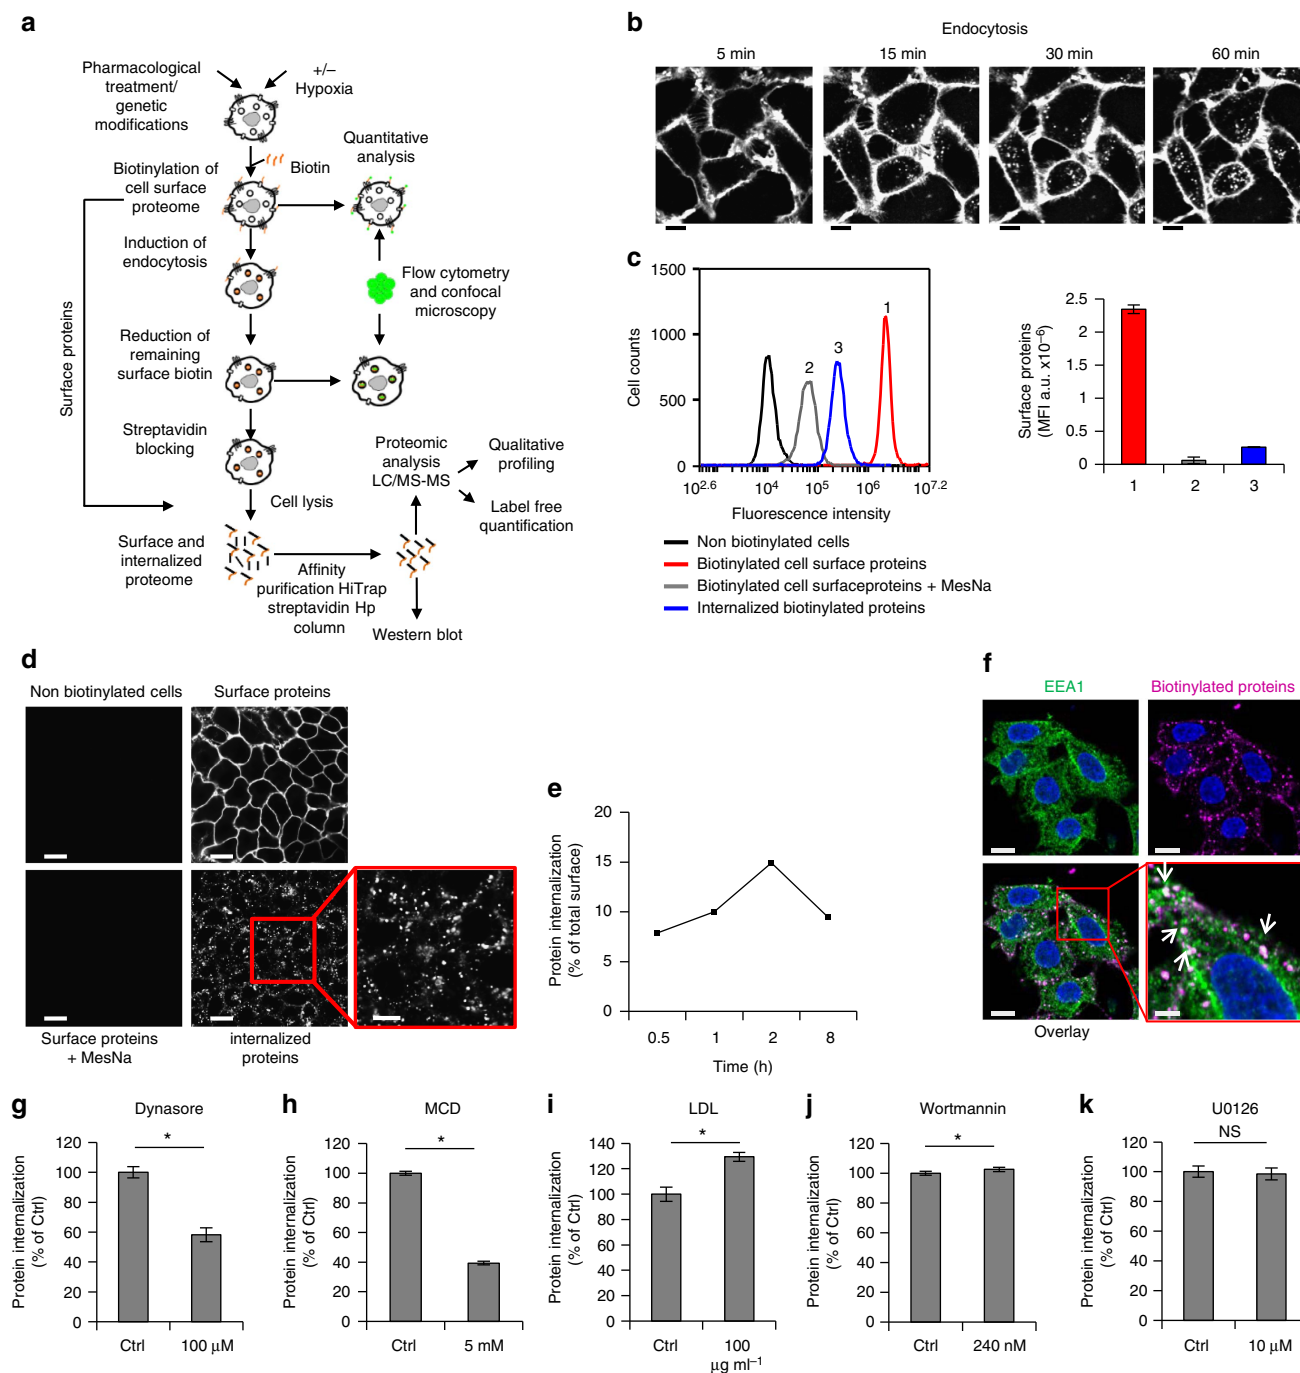 a
Pharmacological
treatment/
genetic
modifications
+/−
Hypoxia
Biotinylation of
cell surface
proteome
Biotin
Quantitative
analysis
Induction of
endocytosis
Flow cytometry
and confocal
microscopy
Surface proteins
Reduction of
remaining
surface biotin
Streptavidin
blocking
Cell lysis
Proteomic
analysis
LC/MS-MS
Qualitative
profiling
Label free
quantification
Surface and
internalized
proteome
Affinity
purification HiTrap
streptavidin Hp
column
Western blot
b
Endocytosis
5 min
15 min
30 min
60 min
c
Cell counts
1500
1000
500
0
1
2
3
10^2.6
10^4
10^5
10^6
10^7.2
Fluorescence intensity
Non biotinylated cells
Biotinylated cell surface proteins
Biotinylated cell surfaceproteins + MesNa
Internalized biotinylated proteins
Surface proteins
(MFI a.u. x10^−6)
2.5
2
1.5
1
0.5
0
1
2
3
d
Non biotinylated cells
Surface proteins
Surface proteins
+ MesNa
internalized
proteins
e
Protein internalization
(% of total surface)
20
15
10
5
0
0.5
1
2
8
Time (h)
f
EEA1
Biotinylated proteins
Overlay
g
Dynasore
*
Protein internalization
(% of Ctrl)
120
100
80
60
40
20
0
Ctrl
100 μM
h
MCD
*
Protein internalization
(% of Ctrl)
120
100
80
60
40
20
0
Ctrl
5 mM
i
LDL
*
Protein internalization
(% of Ctrl)
140
120
100
80
60
40
20
0
Ctrl
100
μg ml^−1
j
Wortmannin
*
Protein internalization
(% of Ctrl)
120
100
80
60
40
20
0
Ctrl
240 nM
k
U0126
NS
Protein internalization
(% of Ctrl)
120
100
80
60
40
20
0
Ctrl
10 μM